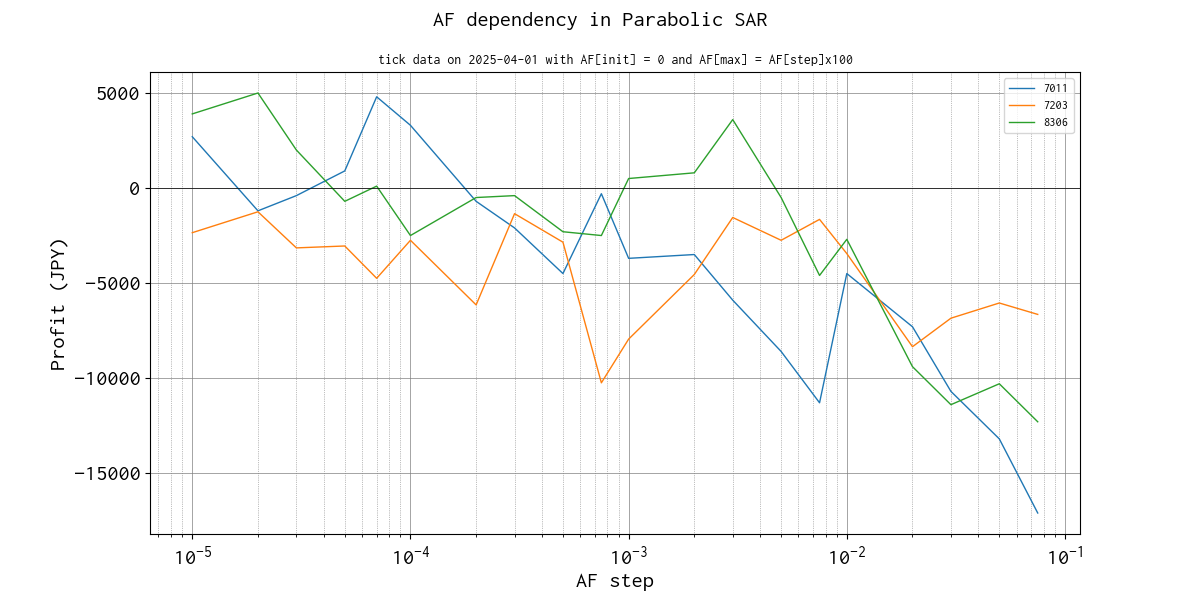 AF dependency in Parabolic SAR
tick data on 2025-04-01 with AF[init] = 0 and AF[max] = AF[step]x100
7011
7203
8306
5000
0
−5000
−10000
−15000
Profit (JPY)
10⁻⁵ 10⁻⁴ 10⁻³ 10⁻² 10⁻¹
AF step